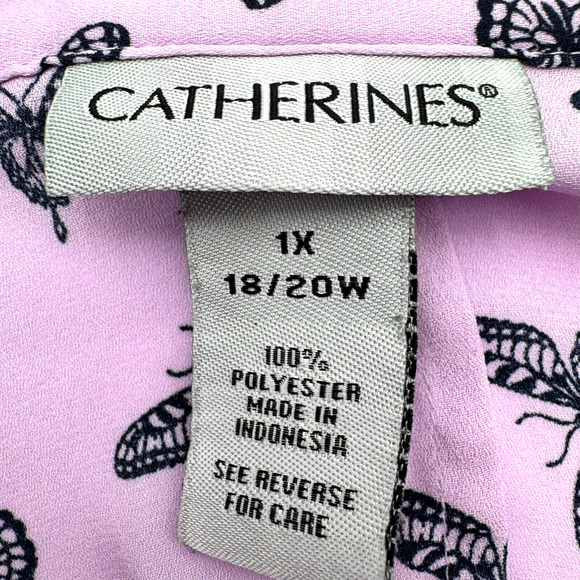 CATHERINES®
1X
18/20W
100%
POLYESTER
MADE IN
INDONESIA
SEE REVERSE
FOR CARE